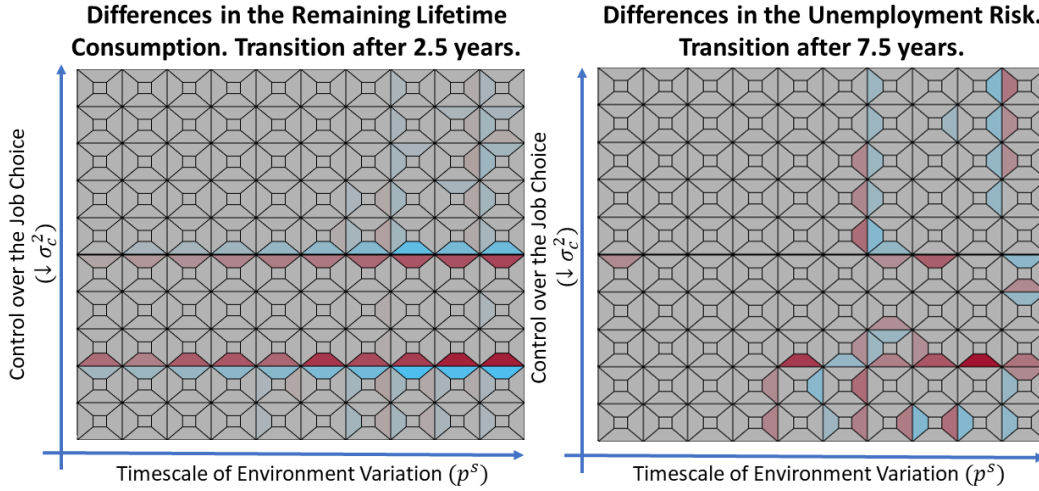 Differences in the Remaining Lifetime
Consumption. Transition after 2.5 years.
Control over the Job Choice
(↓ σ_c^2)
Timescale of Environment Variation (p^s)
Differences in the Unemployment Risk.
Transition after 7.5 years.
Control over the Job Choice
(↓ σ_c^2)
Timescale of Environment Variation (p^s)